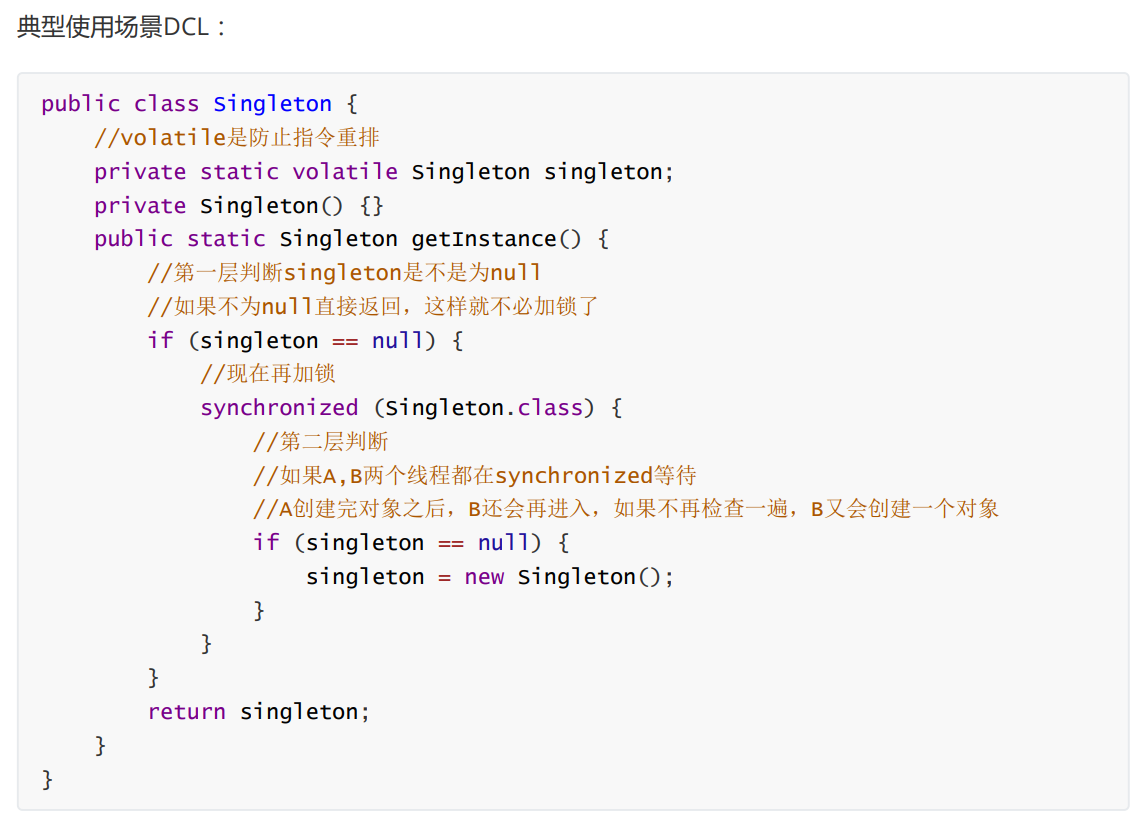 典型使用场景DCL：
public class Singleton {
    //volatile是防止指令重排
    private static volatile Singleton singleton;
    private Singleton() {}
    public static Singleton getInstance() {
        //第一层判断singleton是不是为null
        //如果不为null直接返回，这样就不必加锁了
        if (singleton == null) {
            //现在再加锁
            synchronized (Singleton.class) {
                //第二层判断
                //如果A,B两个线程都在synchronized等待
                //A创建完对象之后，B还会再进入，如果不再检查一遍，B又会创建一个对象
                if (singleton == null) {
                    singleton = new Singleton();
                }
            }
        }
        return singleton;
    }
}